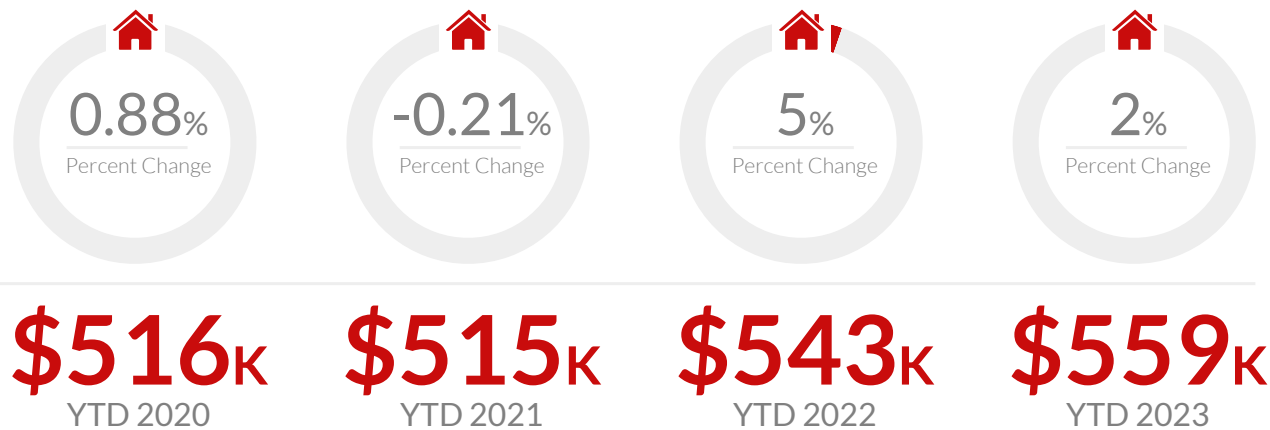 0.88% -0.21% 5% 2%
Percent Change Percent Change Percent Change Percent Change
$516K $515K $543K $559K
YTD 2020 YTD 2021 YTD 2022 YTD 2023